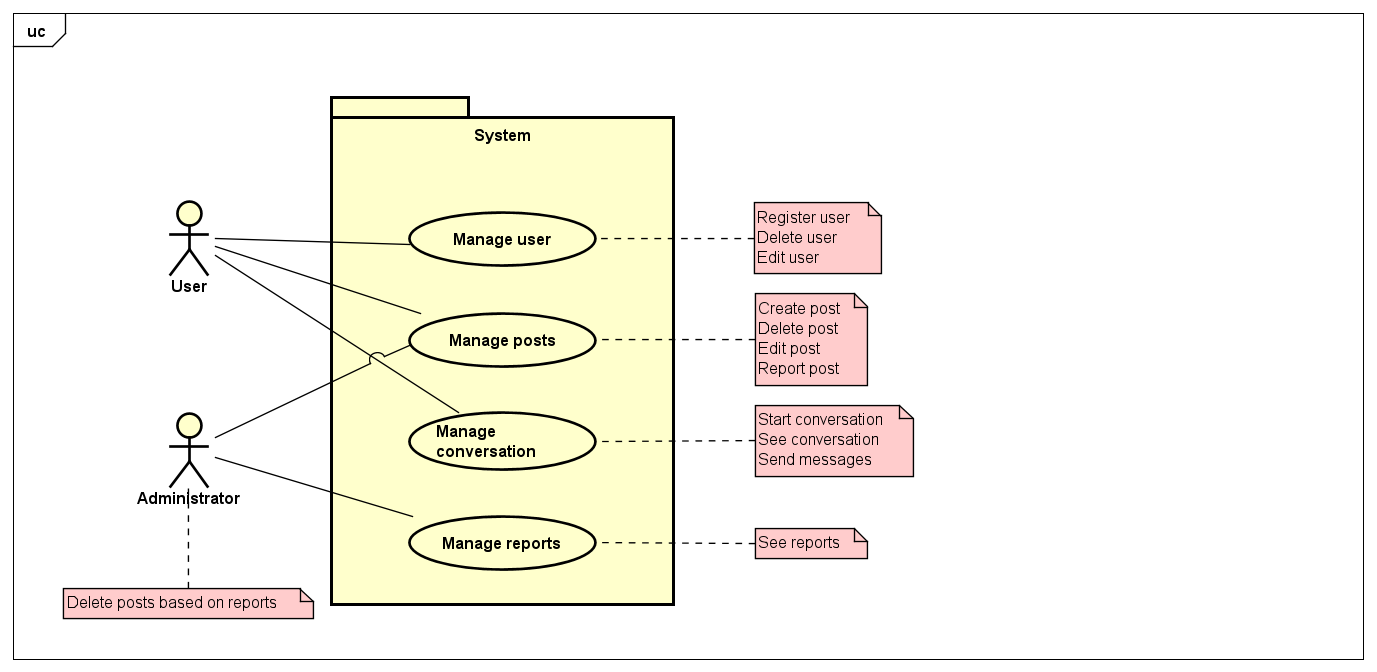 uc
System
User
Manage user
Register user
Delete user
Edit user
Manage posts
Create post
Delete post
Edit post
Report post
Manage
conversation
Start conversation
See conversation
Send messages
Administrator
Manage reports
See reports
Delete posts based on reports